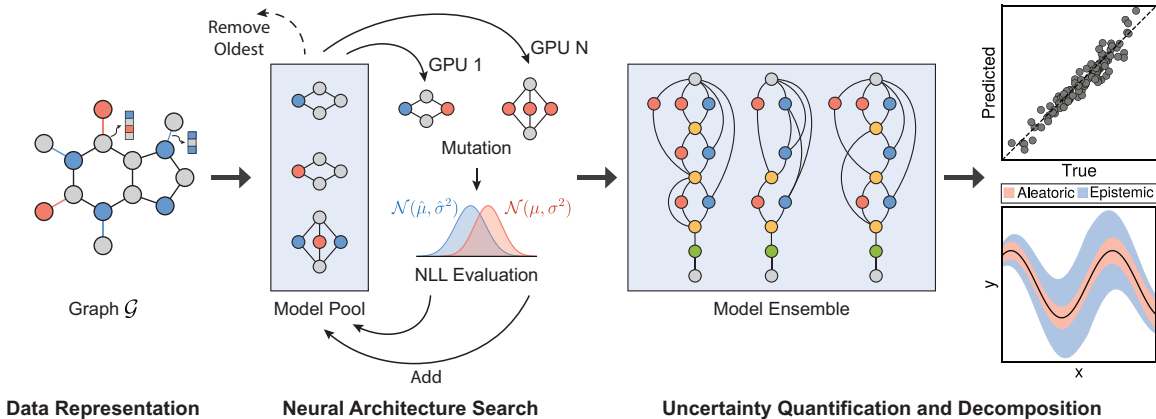 Remove
Oldest
GPU 1
GPU N
Mutation
𝒩(μ̂, σ̂²)
𝒩(μ, σ²)
NLL Evaluation
Graph 𝒢
Model Pool
Add
Model Ensemble
Predicted
True
Aleatoric
Epistemic
y
x
Data Representation
Neural Architecture Search
Uncertainty Quantification and Decomposition